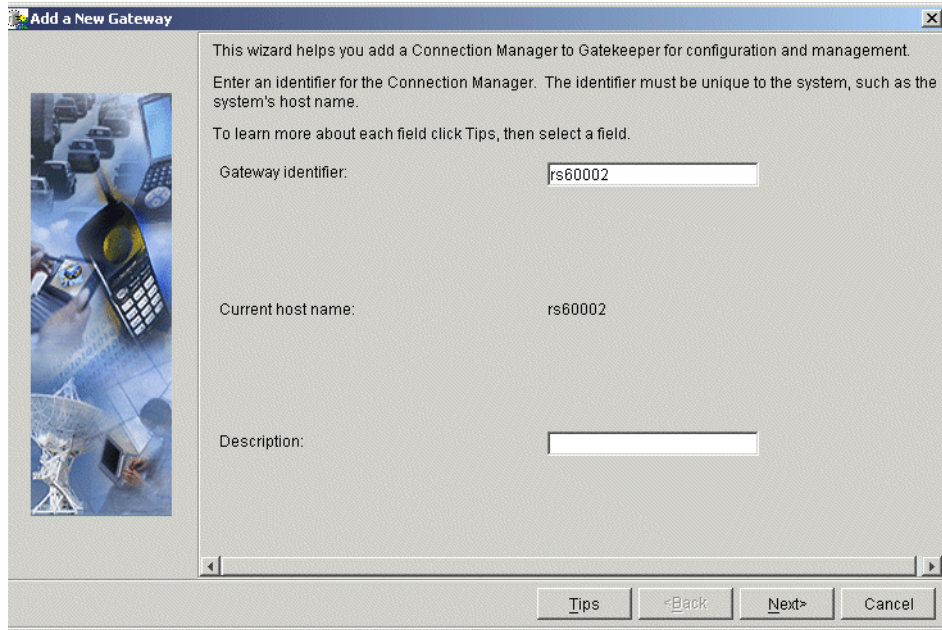 Add a New Gateway
This wizard helps you add a Connection Manager to Gatekeeper for configuration and management.
Enter an identifier for the Connection Manager. The identifier must be unique to the system, such as the
system's host name.
To learn more about each field click Tips, then select a field.
Gateway identifier: rs60002
Current host name: rs60002
Description:
Tips <Back Next> Cancel